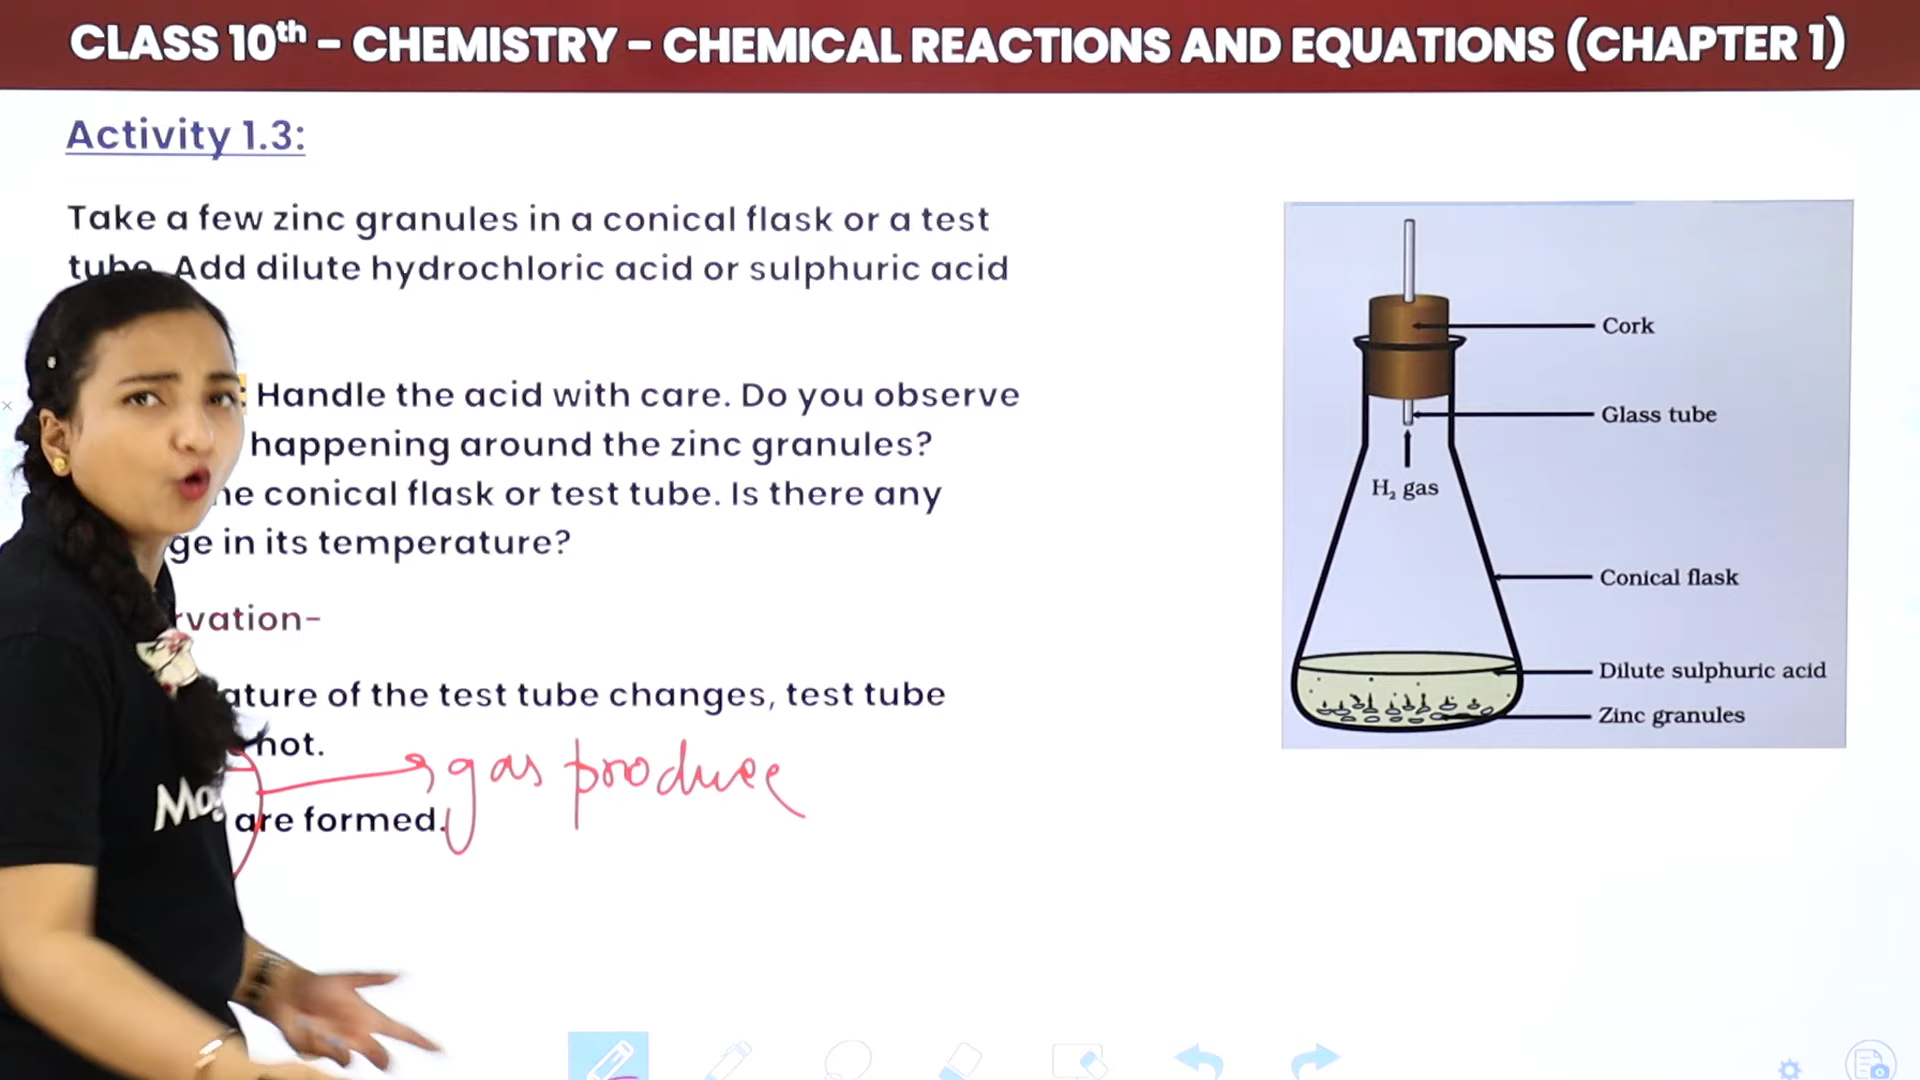 CLASS 10th - CHEMISTRY - CHEMICAL REACTIONS AND EQUATIONS (CHAPTER 1)
Activity 1.3:
Take a few zinc granules in a conical flask or a test
tube. Add dilute hydrochloric acid or sulphuric acid
: Handle the acid with care. Do you observe
happening around the zinc granules?
he conical flask or test tube. Is there any
ge in its temperature?
rvation-
ature of the test tube changes, test tube
hot.
gas produce
are formed.
Cork
Glass tube
H₂ gas
Conical flask
Dilute sulphuric acid
Zinc granules